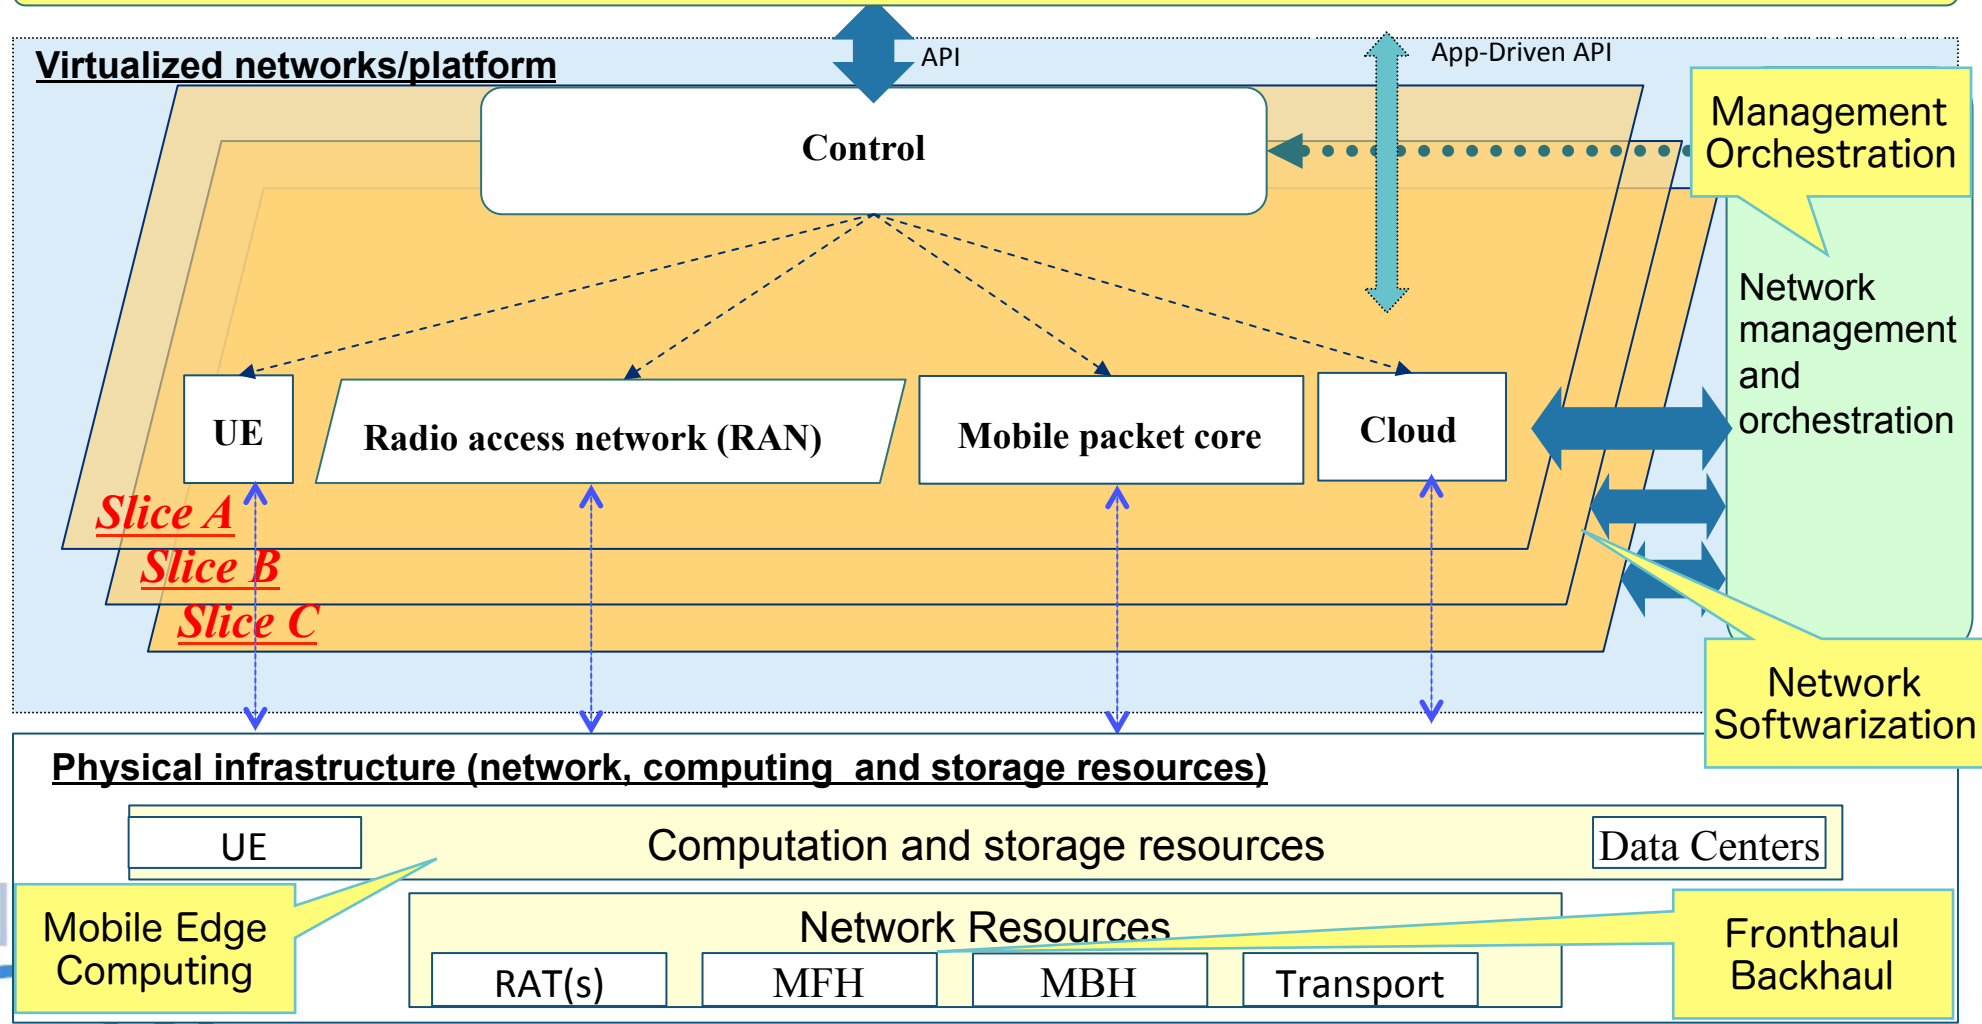 API
App-Driven API
Virtualized networks/platform
Management
Orchestration
Control
Network
management
and
orchestration
UE
Radio access network (RAN)
Mobile packet core
Cloud
Slice A
Slice B
Slice C
Network
Softwarization
Physical infrastructure (network, computing  and storage resources)
UE
Computation and storage resources
Data Centers
Mobile Edge
Computing
Network Resources
Fronthaul
Backhaul
RAT(s)
MFH
MBH
Transport